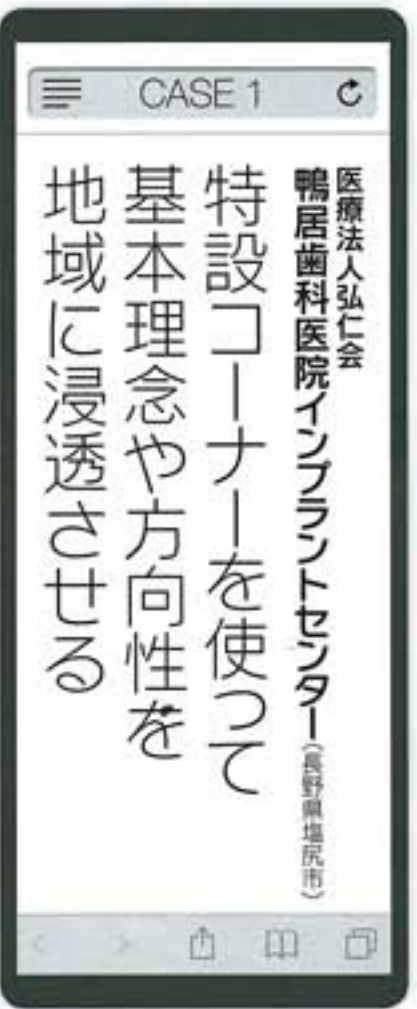 CASE 1
医療法人弘仁会
鴨居歯科医院インプラントセンター(長野県塩尻市)
特設コーナーを使って
基本理念や方向性を
地域に浸透させる